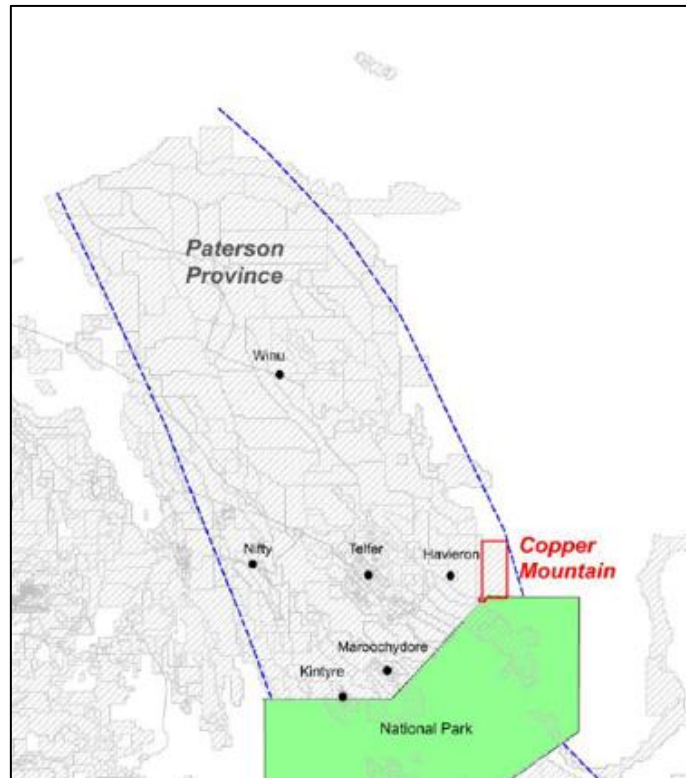 Paterson
Province
Winu
Nifty
Telfer
Havieron
Copper
Mountain
Maroochydore
Kintyre
National Park